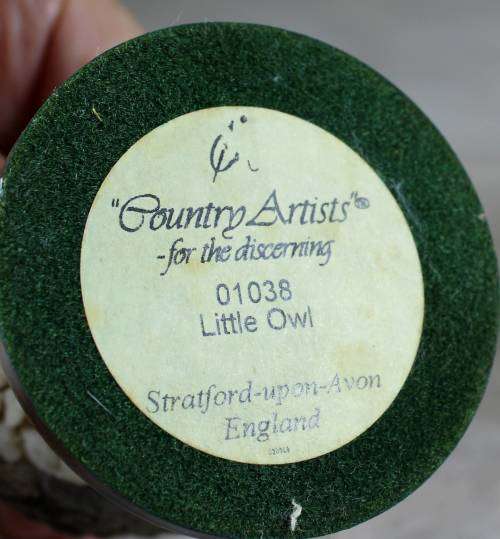 "Country Artists"®
-for the discerning
01038
Little Owl
Stratford-upon-Avon
England